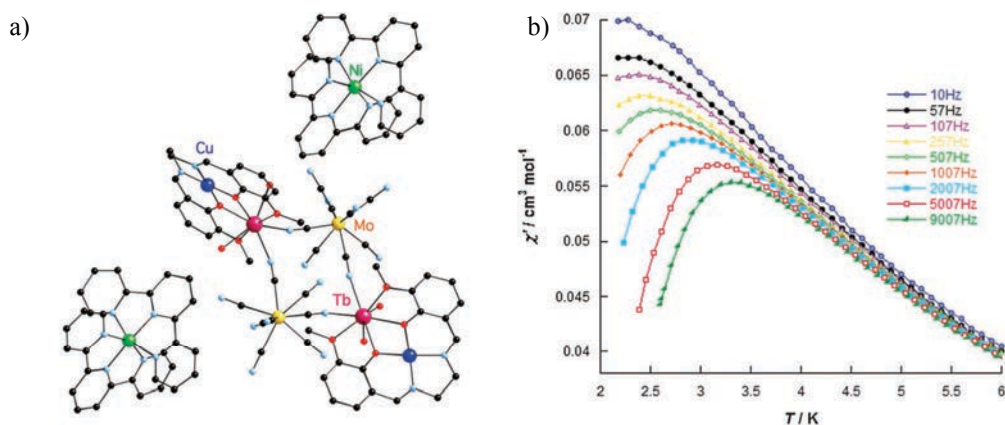 a)
Ni
Cu
Mo
Tb
b)
0.07
0.065
0.06
0.055
0.05
0.045
0.04
χ' / cm³ mol⁻¹
10Hz
57Hz
107Hz
257Hz
507Hz
1007Hz
2007Hz
5007Hz
9007Hz
2 2.5 3 3.5 4 4.5 5 5.5 6
T / K